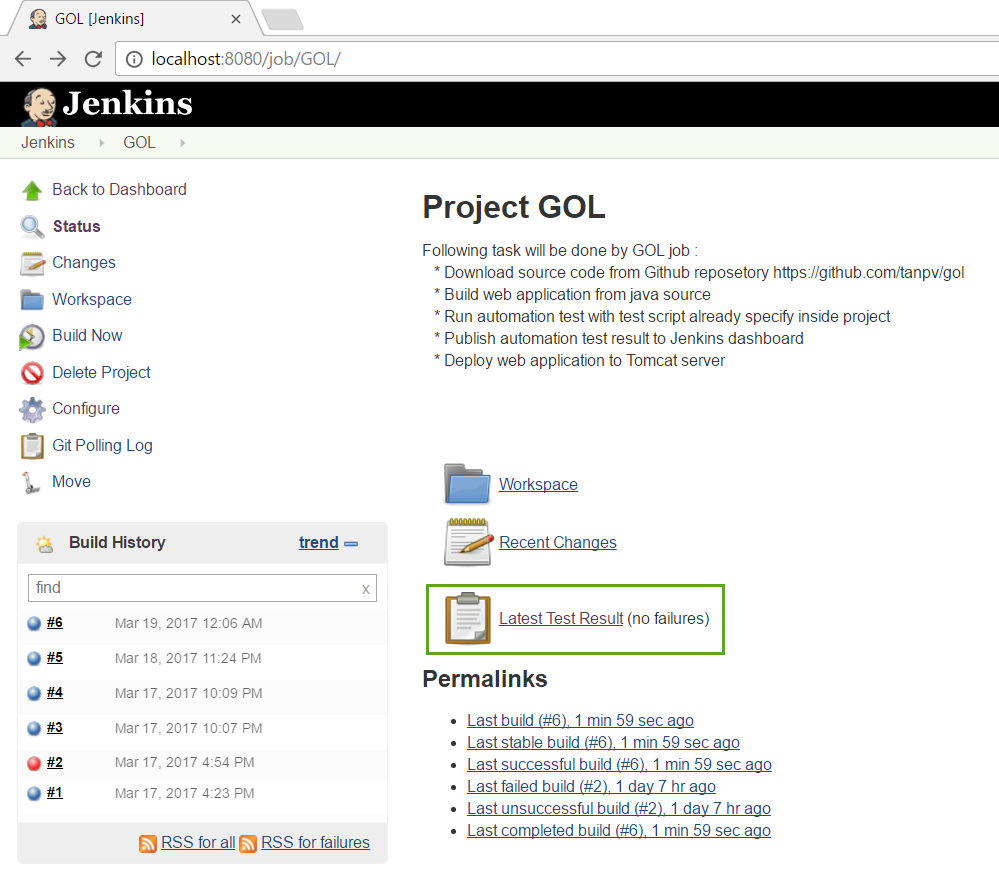 GOL [Jenkins]
localhost:8080/job/GOL/
Jenkins
Jenkins GOL
Back to Dashboard
Status
Changes
Workspace
Build Now
Delete Project
Configure
Git Polling Log
Move
Build History trend
find x
#6 Mar 19, 2017 12:06 AM
#5 Mar 18, 2017 11:24 PM
#4 Mar 17, 2017 10:09 PM
#3 Mar 17, 2017 10:07 PM
#2 Mar 17, 2017 4:54 PM
#1 Mar 17, 2017 4:23 PM
RSS for all RSS for failures
Project GOL
Following task will be done by GOL job :
* Download source code from Github reposetory https://github.com/tanpv/gol
* Build web application from java source
* Run automation test with test script already specify inside project
* Publish automation test result to Jenkins dashboard
* Deploy web application to Tomcat server
Workspace
Recent Changes
Latest Test Result (no failures)
Permalinks
• Last build (#6), 1 min 59 sec ago
• Last stable build (#6), 1 min 59 sec ago
• Last successful build (#6), 1 min 59 sec ago
• Last failed build (#2), 1 day 7 hr ago
• Last unsuccessful build (#2), 1 day 7 hr ago
• Last completed build (#6), 1 min 59 sec ago